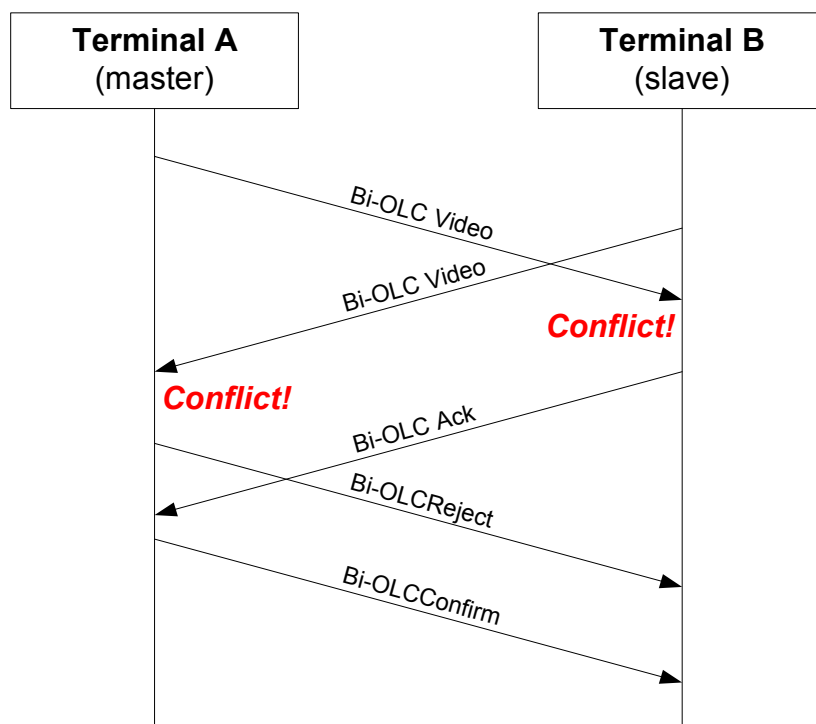 Terminal A
(master)
Terminal B
(slave)
Bi-OLC Video
Bi-OLC Video
Conflict!
Conflict!
Bi-OLC Ack
Bi-OLCReject
Bi-OLCConfirm